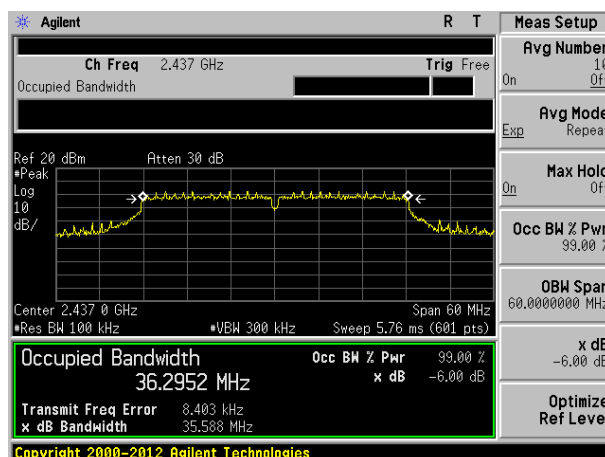 Agilent R T
Ch Freq 2.437 GHz Trig Free
Occupied Bandwidth
Ref 20 dBm Atten 30 dB
#Peak
Log
10
dB/
Center 2.437 0 GHz Span 60 MHz
#Res BW 100 kHz #VBW 300 kHz Sweep 5.76 ms (601 pts)
Occupied Bandwidth Occ BW % Pwr 99.00 %
36.2952 MHz x dB -6.00 dB
Transmit Freq Error 8.403 kHz
x dB Bandwidth 35.588 MHz
Copyright 2000-2012 Agilent Technologies
Meas Setup
Avg Number
10
On Off
Avg Mode
Exp Repeat
Max Hold
On Off
Occ BW % Pwr
99.00 %
OBW Span
60.0000000 MHz
x dB
-6.00 dB
Optimize
Ref Level